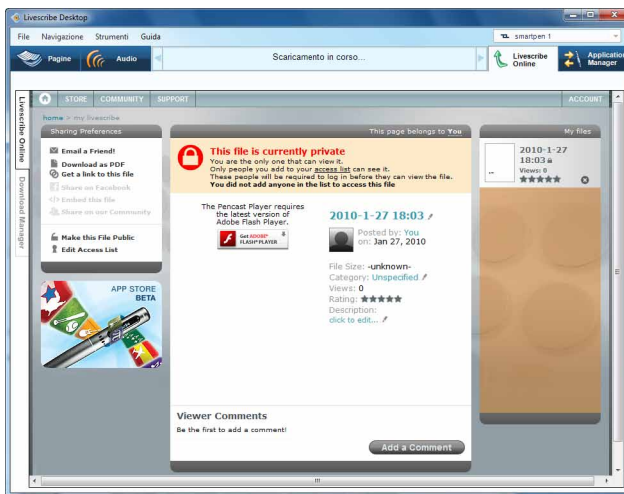 Livescribe Desktop
File Navigazione Strumenti Guida
smartpen 1
Pagine Audio
Scaricamento in corso...
Livescribe Online
Application Manager
Livescribe Online
Download Manager
STORE COMMUNITY SUPPORT ACCOUNT
home > my livescribe
Sharing Preferences
Email a Friend!
Download as PDF
Get a link to this file
Share on Facebook
Embed this file
Share on our Community
Make this File Public
Edit Access List
APP STORE
BETA
This page belongs to You
This file is currently private
You are the only one that can view it.
Only people you add to your access list can see it.
These people will be required to log in before they can view the file.
You did not add anyone in the list to access this file
The Pencast Player requires
the latest version of
Adobe Flash Player.
Get ADOBE®
FLASH® PLAYER
2010-1-27 18:03
Posted by: You
on: Jan 27, 2010
File Size: -unknown-
Category: Unspecified
Views: 0
Rating: ★★★★★
Description:
click to edit...
Viewer Comments
Be the first to add a comment!
Add a Comment
My files
2010-1-27
18:03
Views: 0
★★★★★